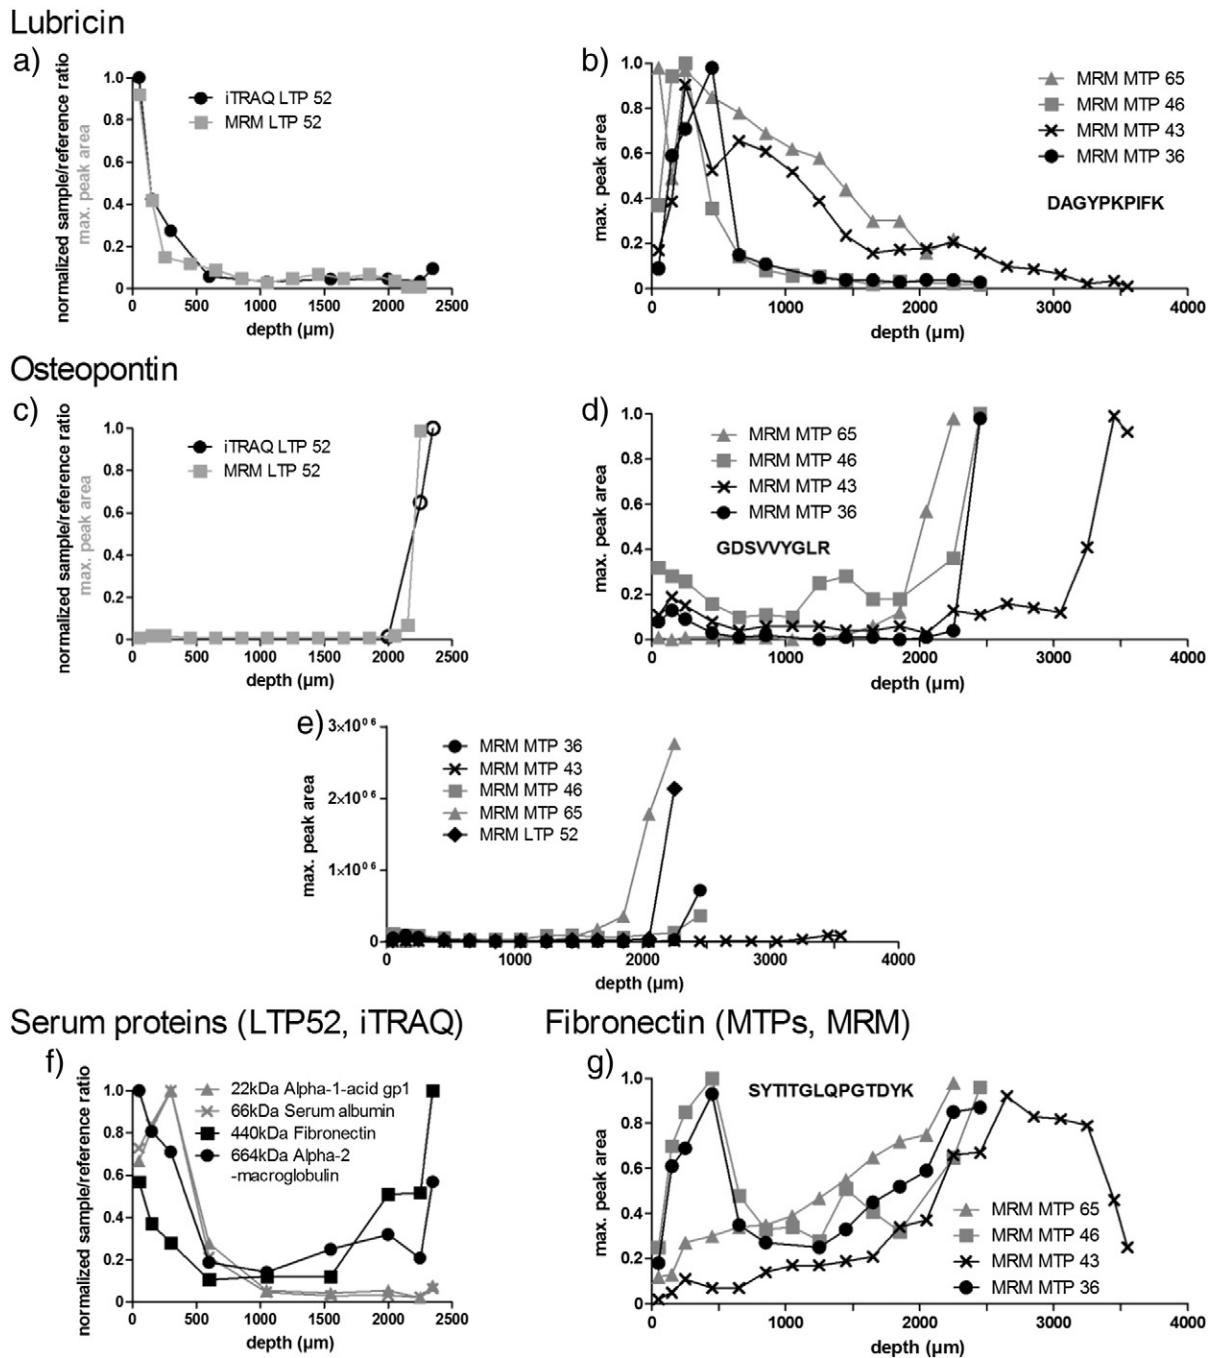 Lubricin
a)
normalized sample/reference ratio
max. peak area
1.0
0.8
0.6
0.4
0.2
0
iTRAQ LTP 52
MRM LTP 52
0 500 1000 1500 2000 2500
depth (µm)
b)
max. peak area
1.0
0.8
0.6
0.4
0.2
0
MRM MTP 65
MRM MTP 46
MRM MTP 43
MRM MTP 36
DAGYPKPIFK
0 1000 2000 3000 4000
depth (µm)
Osteopontin
c)
normalized sample/reference ratio
max. peak area
1.0
0.8
0.6
0.4
0.2
0
iTRAQ LTP 52
MRM LTP 52
0 500 1000 1500 2000 2500
depth (µm)
d)
max. peak area
1.0
0.8
0.6
0.4
0.2
0
MRM MTP 65
MRM MTP 46
MRM MTP 43
MRM MTP 36
GDSVVYGLR
0 1000 2000 3000 4000
depth (µm)
e)
max. peak area
3×10⁰⁶
2×10⁰⁶
1×10⁰⁶
0
MRM MTP 36
MRM MTP 43
MRM MTP 46
MRM MTP 65
MRM LTP 52
0 1000 2000 3000 4000
depth (µm)
Serum proteins (LTP52, iTRAQ)
f)
normalized sample/reference ratio
1.0
0.8
0.6
0.4
0.2
0
22kDa Alpha-1-acid gp1
66kDa Serum albumin
440kDa Fibronectin
664kDa Alpha-2
-macroglobulin
0 500 1000 1500 2000 2500
depth (µm)
Fibronectin (MTPs, MRM)
g)
max. peak area
1.0
0.8
0.6
0.4
0.2
0
SYTITGLQPGTDYK
MRM MTP 65
MRM MTP 46
MRM MTP 43
MRM MTP 36
0 1000 2000 3000 4000
depth (µm)